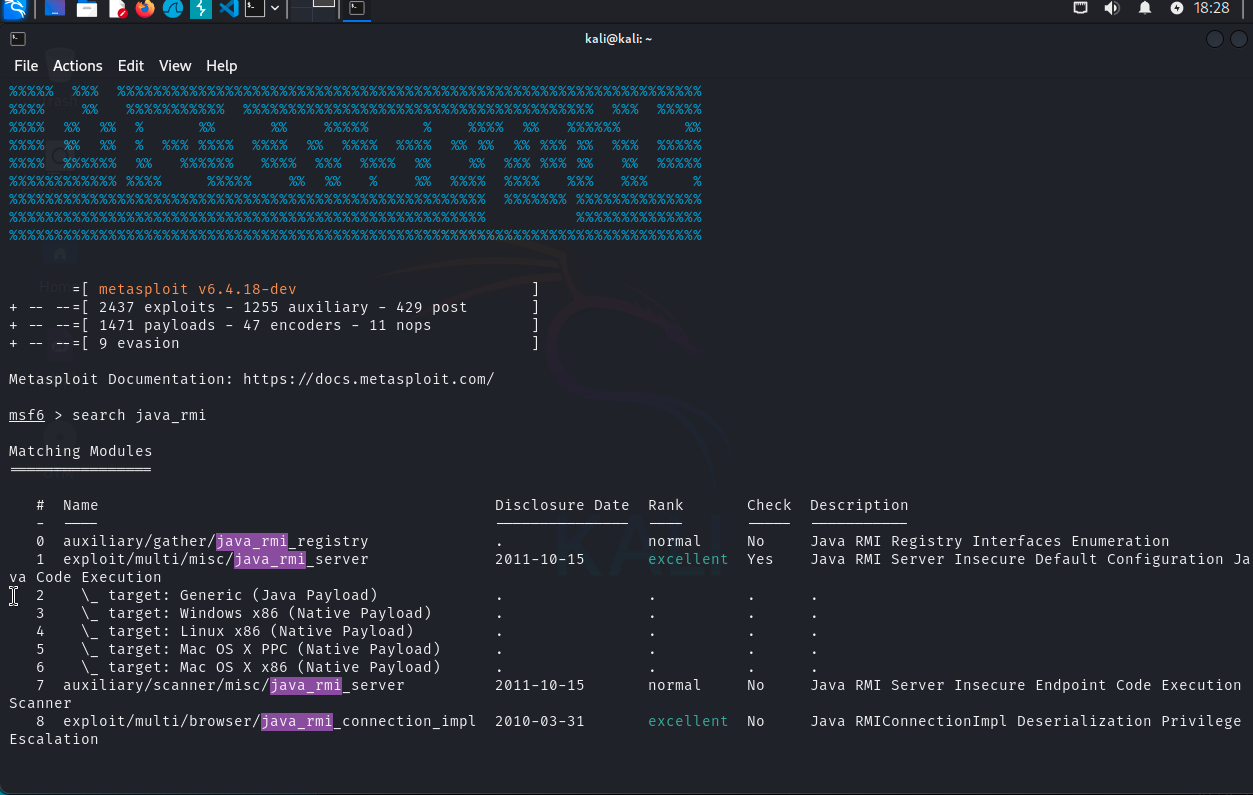 18:28
kali@kali: ~
File Actions Edit View Help
%%%%% %%% %%%%%%%%%%%%%%%%%%%%%%%%%%%%%%%%%%%%%%%%%%%%%%%%%%%%%%%%%%%%%%%%%
%%%% %% %%%%%%%%%%% %%%%%%%%%%%%%%%%%%%%%%%%%%%%%%%%%%%%%%% %%% %%%%%
%%%% %% %% % %% %% %%%%% % %%%% %% %%%%%% %%
%%%% %% %% % %%% %%%% %%%% %% %%%% %%%% %% %% %% %%% %% %%% %%%%%
%%%% %%%%%% %% %%%%%% %%%% %%% %%%% %% %% %%% %%% %% %% %%%%%
%%%%%%%%%%%% %%%% %%%%% %% %% % %% %%%% %%%% %%% %%% %
%%%%%%%%%%%%%%%%%%%%%%%%%%%%%%%%%%%%%%%%%%%%%%%%%%%%% %%%%%%% %%%%%%%%%%%%%%
%%%%%%%%%%%%%%%%%%%%%%%%%%%%%%%%%%%%%%%%%%%%%%%%%%%%% %%%%%%%%%%%%%%
%%%%%%%%%%%%%%%%%%%%%%%%%%%%%%%%%%%%%%%%%%%%%%%%%%%%%%%%%%%%%%%%%%%%%%%%%%%%%%%
=[ metasploit v6.4.18-dev ]
+ -- --=[ 2437 exploits - 1255 auxiliary - 429 post ]
+ -- --=[ 1471 payloads - 47 encoders - 11 nops ]
+ -- --=[ 9 evasion ]
Metasploit Documentation: https://docs.metasploit.com/
msf6 > search java_rmi
Matching Modules
================
# Name Disclosure Date Rank Check Description
- ---- --------------- ---- ----- -----------
0 auxiliary/gather/java_rmi_registry . normal No Java RMI Registry Interfaces Enumeration
1 exploit/multi/misc/java_rmi_server 2011-10-15 excellent Yes Java RMI Server Insecure Default Configuration Ja
va Code Execution
2 \_ target: Generic (Java Payload) . . . .
3 \_ target: Windows x86 (Native Payload) . . . .
4 \_ target: Linux x86 (Native Payload) . . . .
5 \_ target: Mac OS X PPC (Native Payload) . . . .
6 \_ target: Mac OS X x86 (Native Payload) . . . .
7 auxiliary/scanner/misc/java_rmi_server 2011-10-15 normal No Java RMI Server Insecure Endpoint Code Execution
Scanner
8 exploit/multi/browser/java_rmi_connection_impl 2010-03-31 excellent No Java RMIConnectionImpl Deserialization Privilege
Escalation